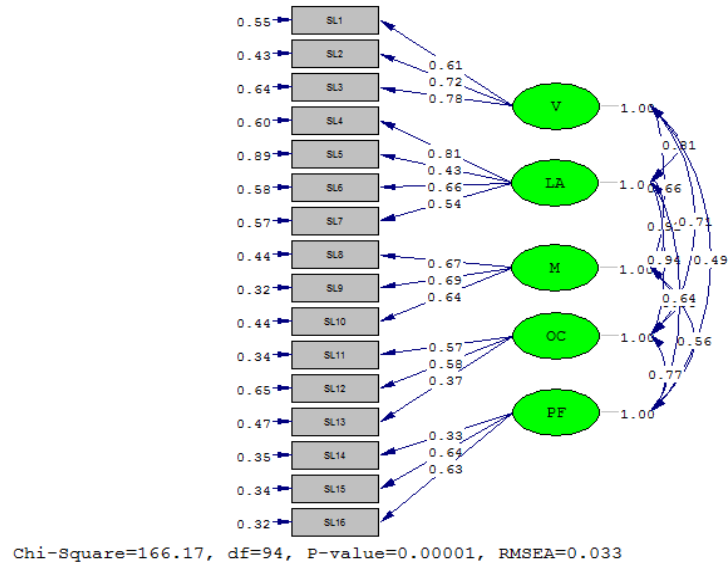 0.55 SL1
0.43 SL2
0.64 SL3
0.60 SL4
0.89 SL5
0.58 SL6
0.57 SL7
0.44 SL8
0.32 SL9
0.44 SL10
0.34 SL11
0.65 SL12
0.47 SL13
0.35 SL14
0.34 SL15
0.32 SL16
0.61
0.72
0.78
0.81
0.43
0.66
0.54
0.67
0.69
0.64
0.57
0.58
0.37
0.33
0.64
0.63
V 1.00
LA 1.00
M 1.00
OC 1.00
PF 1.00
0.81
0.66
0.71
0.94
0.49
0.64
0.56
0.77
Chi-Square=166.17, df=94, P-value=0.00001, RMSEA=0.033